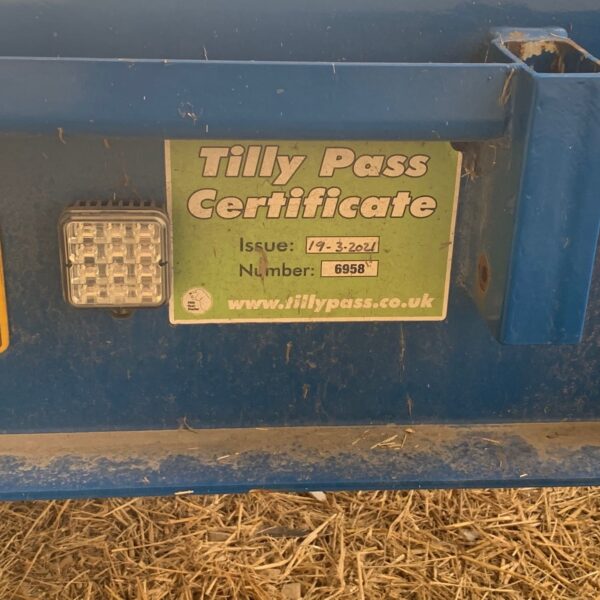 Tilly Pass
Certificate
Issue: 19-3-2021
Number: 6958
www.tillypass.co.uk